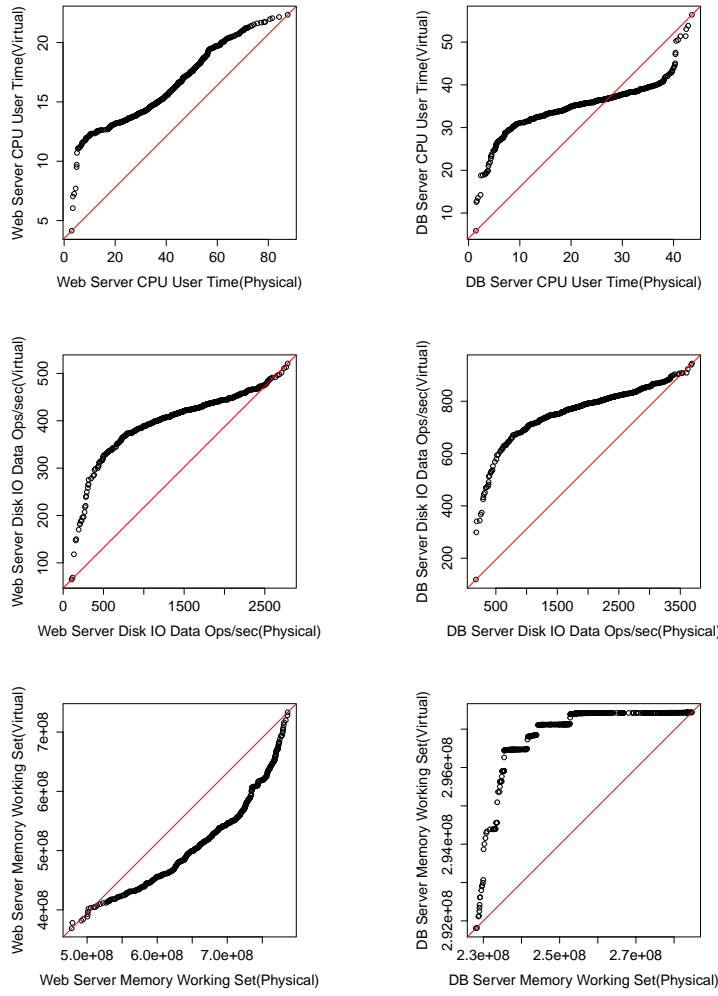 Web Server CPU User Time(Virtual)
5 10 15 20
0 20 40 60 80
Web Server CPU User Time(Physical)
DB Server CPU User Time(Virtual)
10 20 30 40 50
0 10 20 30 40
DB Server CPU User Time(Physical)
Web Server Disk IO Data Ops/sec(Virtual)
100 200 300 400 500
0 500 1500 2500
Web Server Disk IO Data Ops/sec(Physical)
DB Server Disk IO Data Ops/sec(Virtual)
200 400 600 800
500 1500 2500 3500
DB Server Disk IO Data Ops/sec(Physical)
Web Server Memory Working Set(Virtual)
4e+08 5e+08 6e+08 7e+08
5.0e+08 6.0e+08 7.0e+08
Web Server Memory Working Set(Physical)
DB Server Memory Working Set(Virtual)
2.92e+08 2.94e+08 2.96e+08
2.3e+08 2.5e+08 2.7e+08
DB Server Memory Working Set(Physical)